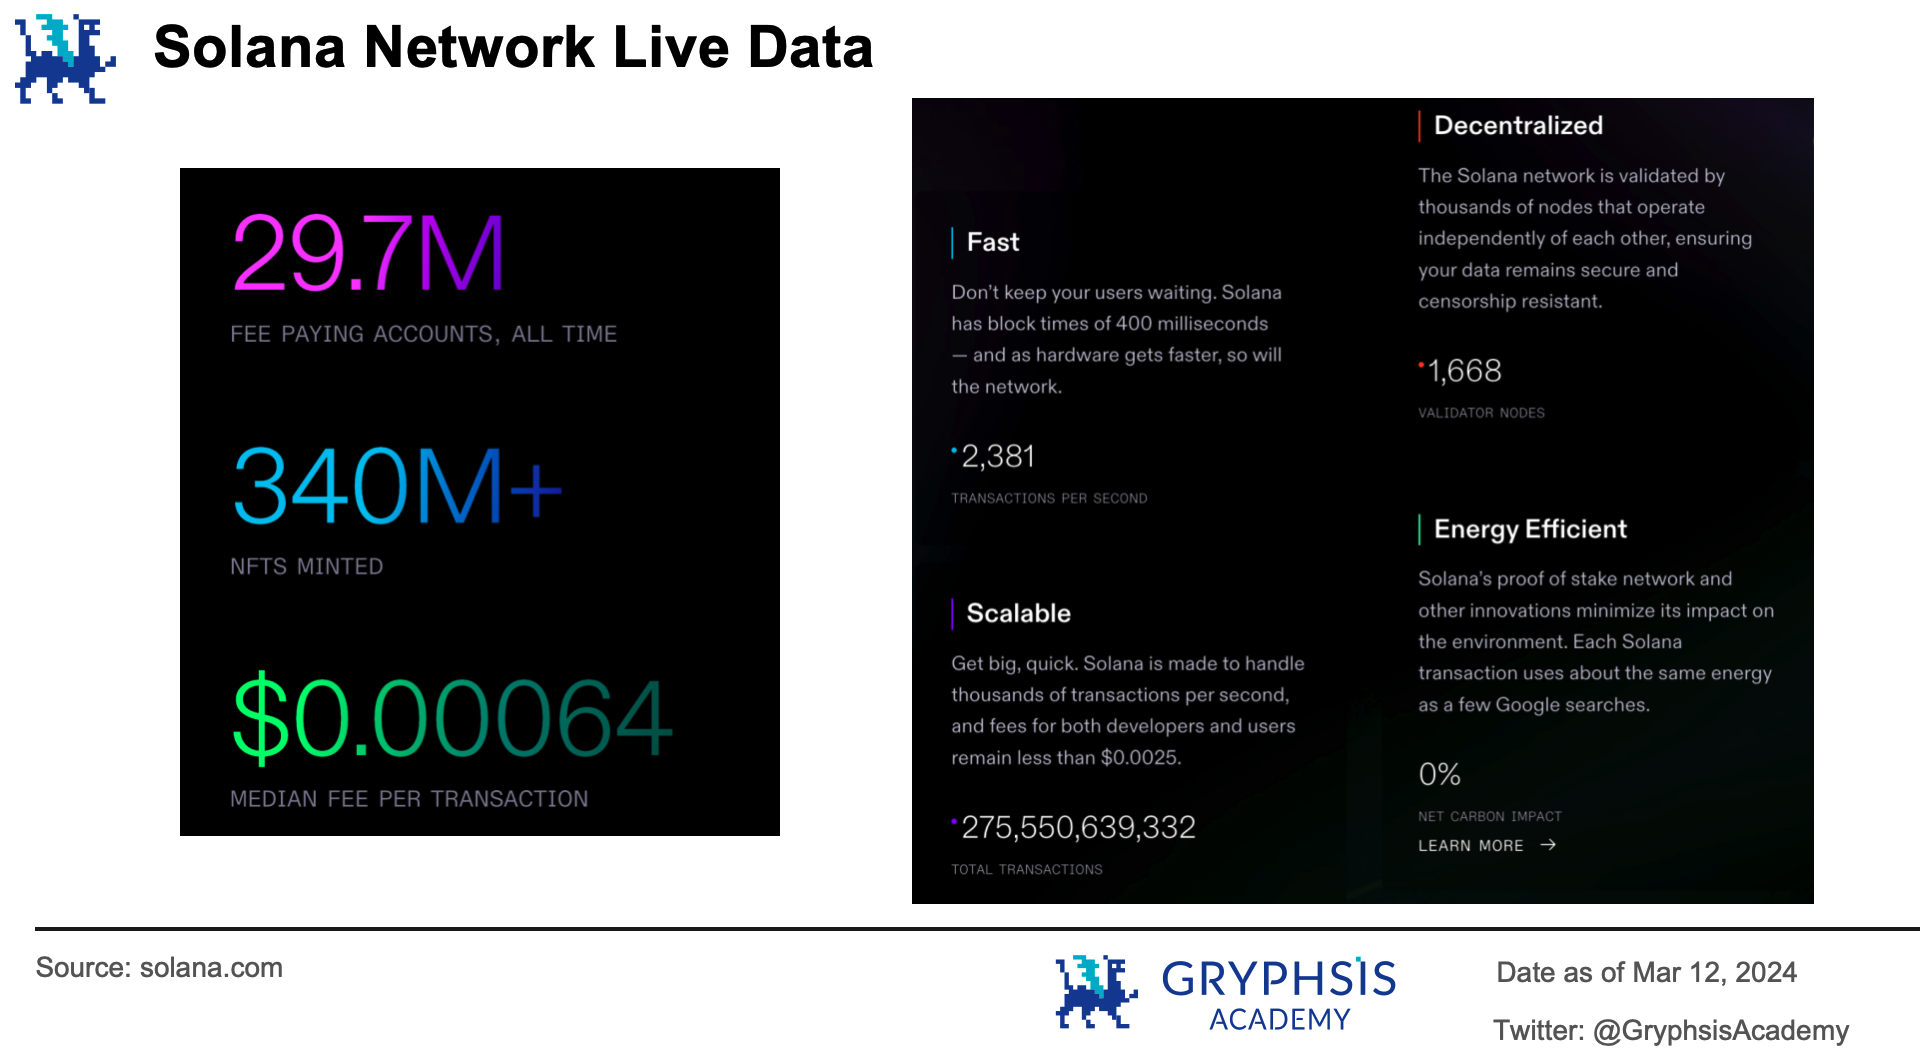 Solana Network Live Data
29.7M
FEE PAYING ACCOUNTS, ALL TIME
340M+
NFTS MINTED
$0.00064
MEDIAN FEE PER TRANSACTION
Fast
Don't keep your users waiting. Solana
has block times of 400 milliseconds
— and as hardware gets faster, so will
the network.
2,381
TRANSACTIONS PER SECOND
Scalable
Get big, quick. Solana is made to handle
thousands of transactions per second,
and fees for both developers and users
remain less than $0.0025.
275,550,639,332
TOTAL TRANSACTIONS
Decentralized
The Solana network is validated by
thousands of nodes that operate
independently of each other, ensuring
your data remains secure and
censorship resistant.
1,668
VALIDATOR NODES
Energy Efficient
Solana's proof of stake network and
other innovations minimize its impact on
the environment. Each Solana
transaction uses about the same energy
as a few Google searches.
0%
NET CARBON IMPACT
LEARN MORE →
Source: solana.com
GRYPHSIS
ACADEMY
Date as of Mar 12, 2024
Twitter: @GryphsisAcademy